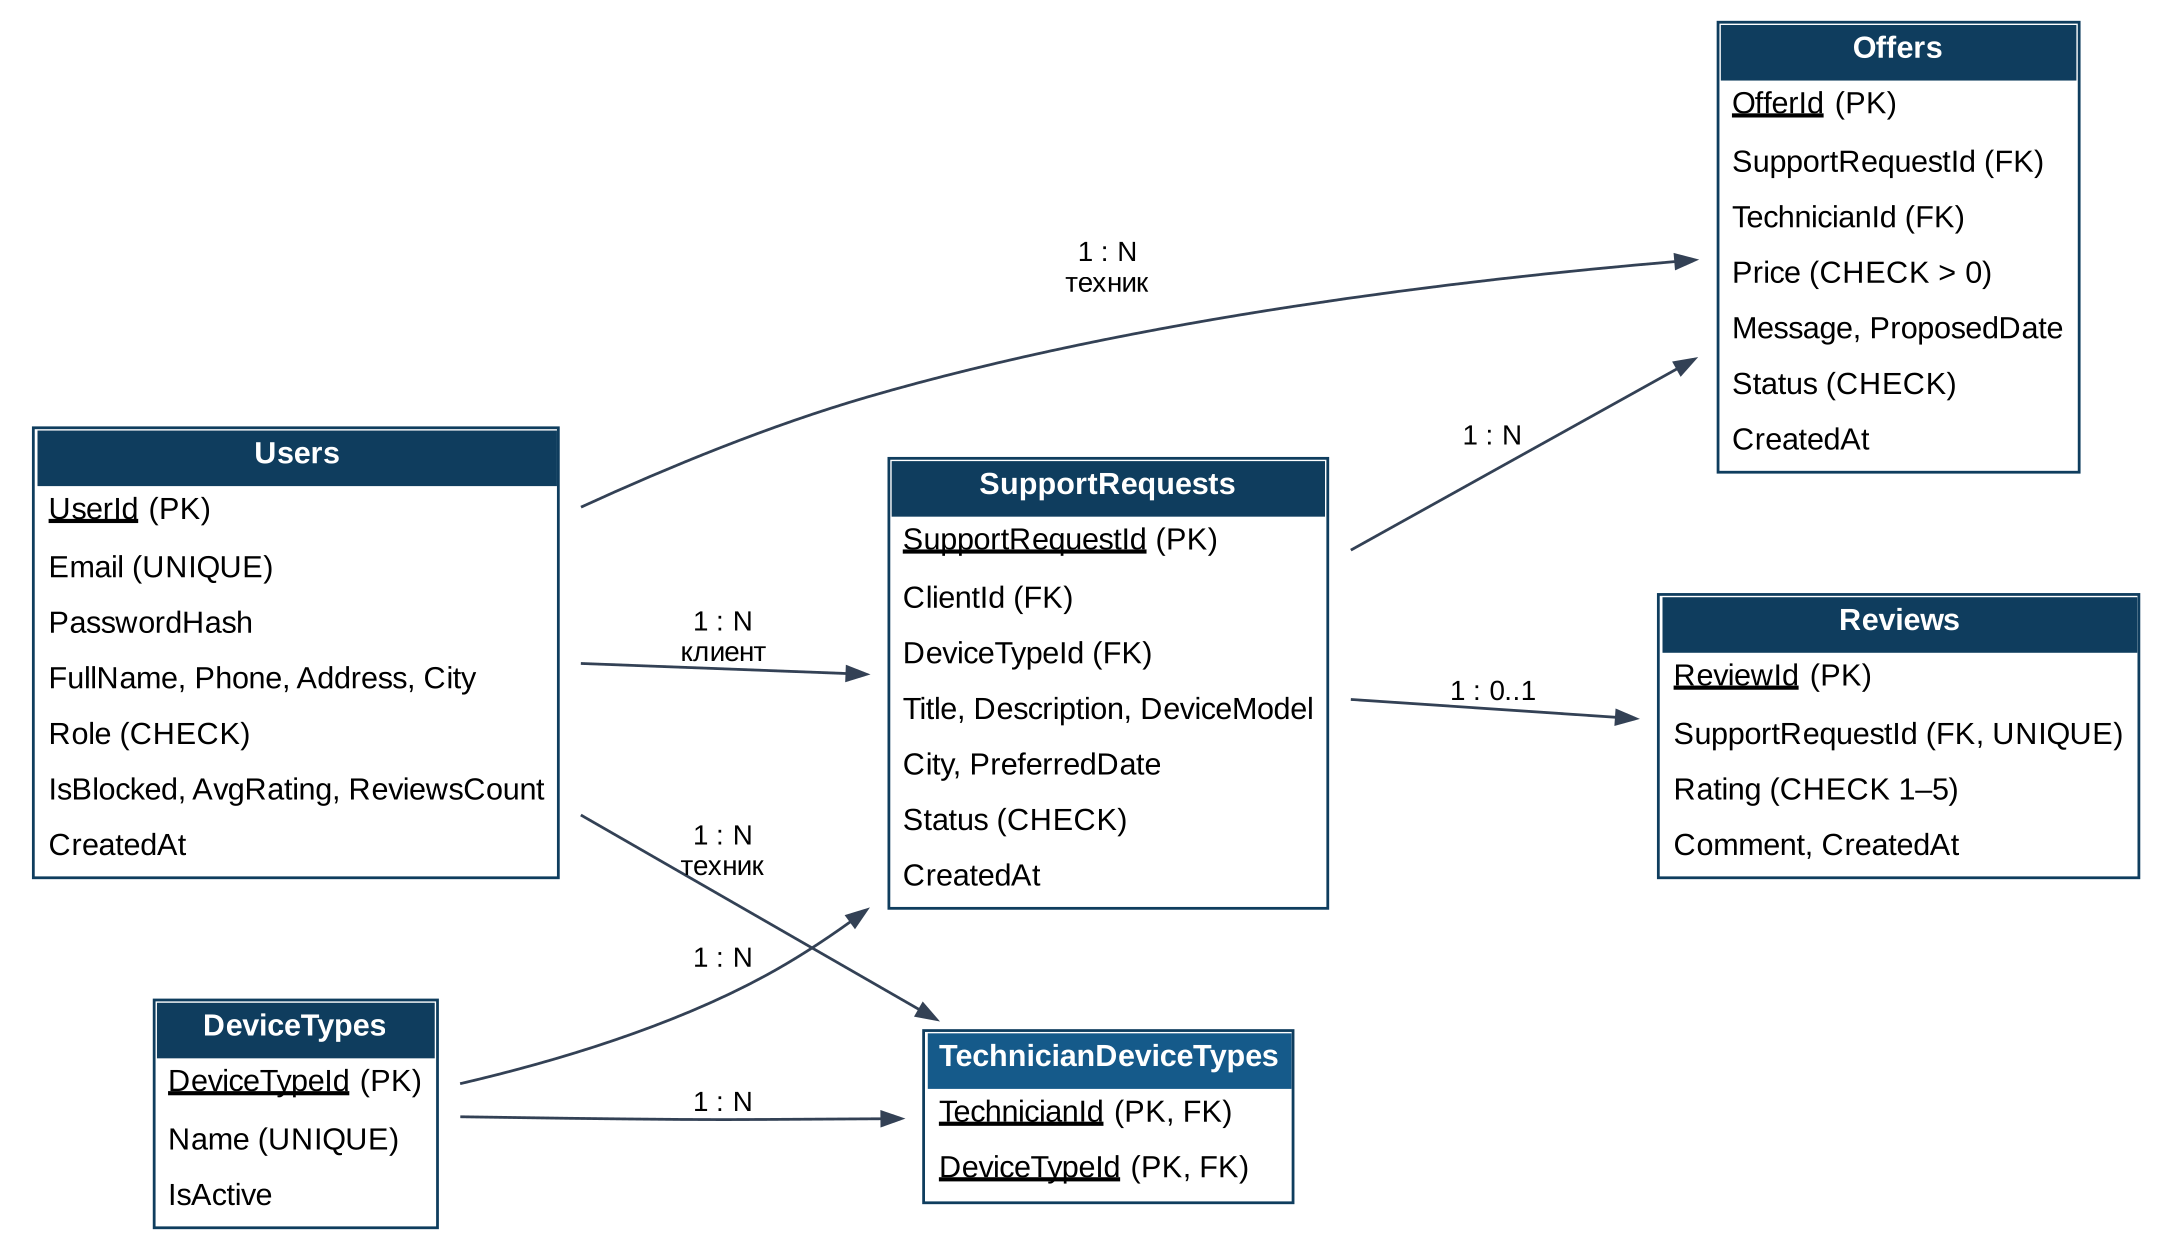 Users
UserId (PK)
Email (UNIQUE)
PasswordHash
FullName, Phone, Address, City
Role (CHECK)
IsBlocked, AvgRating, ReviewsCount
CreatedAt
DeviceTypes
DeviceTypeId (PK)
Name (UNIQUE)
IsActive
1 : N
техник
1 : N
клиент
1 : N
техник
1 : N
1 : N
SupportRequests
SupportRequestId (PK)
ClientId (FK)
DeviceTypeId (FK)
Title, Description, DeviceModel
City, PreferredDate
Status (CHECK)
CreatedAt
TechnicianDeviceTypes
TechnicianId (PK, FK)
DeviceTypeId (PK, FK)
1 : N
1 : 0..1
Offers
OfferId (PK)
SupportRequestId (FK)
TechnicianId (FK)
Price (CHECK > 0)
Message, ProposedDate
Status (CHECK)
CreatedAt
Reviews
ReviewId (PK)
SupportRequestId (FK, UNIQUE)
Rating (CHECK 1–5)
Comment, CreatedAt